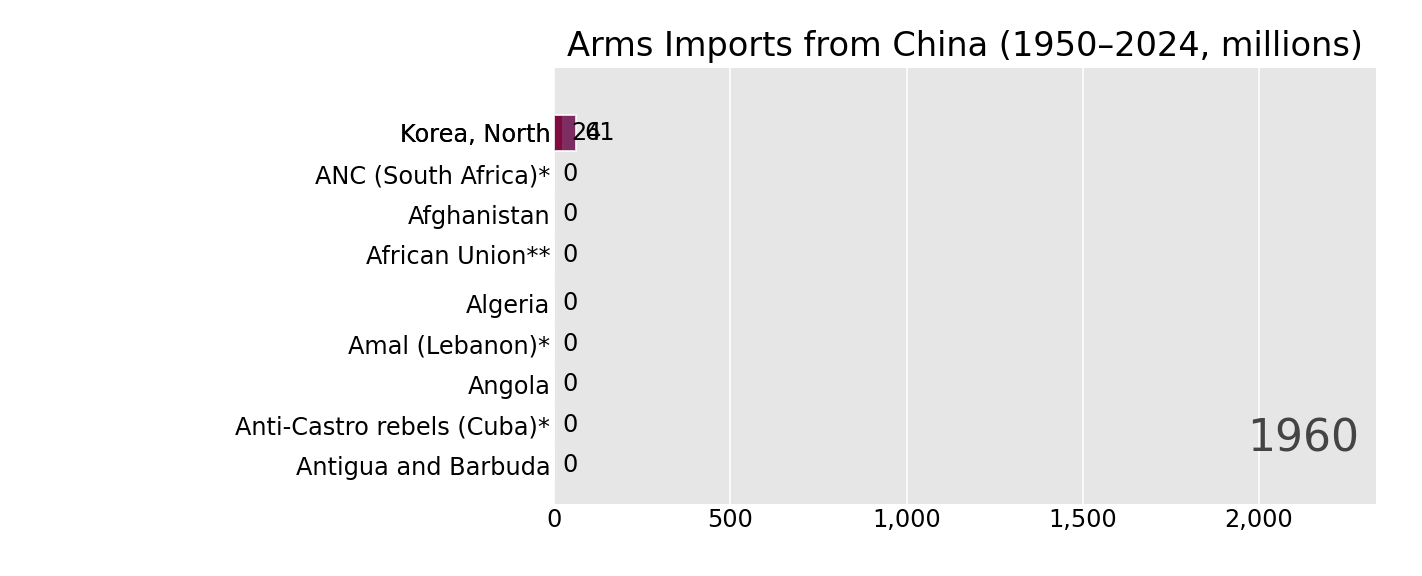 Arms Imports from China (1950–2024, millions)
Korea, North 24 61
ANC (South Africa)* 0
Afghanistan 0
African Union** 0
Algeria 0
Amal (Lebanon)* 0
Angola 0
Anti-Castro rebels (Cuba)* 0
Antigua and Barbuda 0
1960
0 500 1,000 1,500 2,000